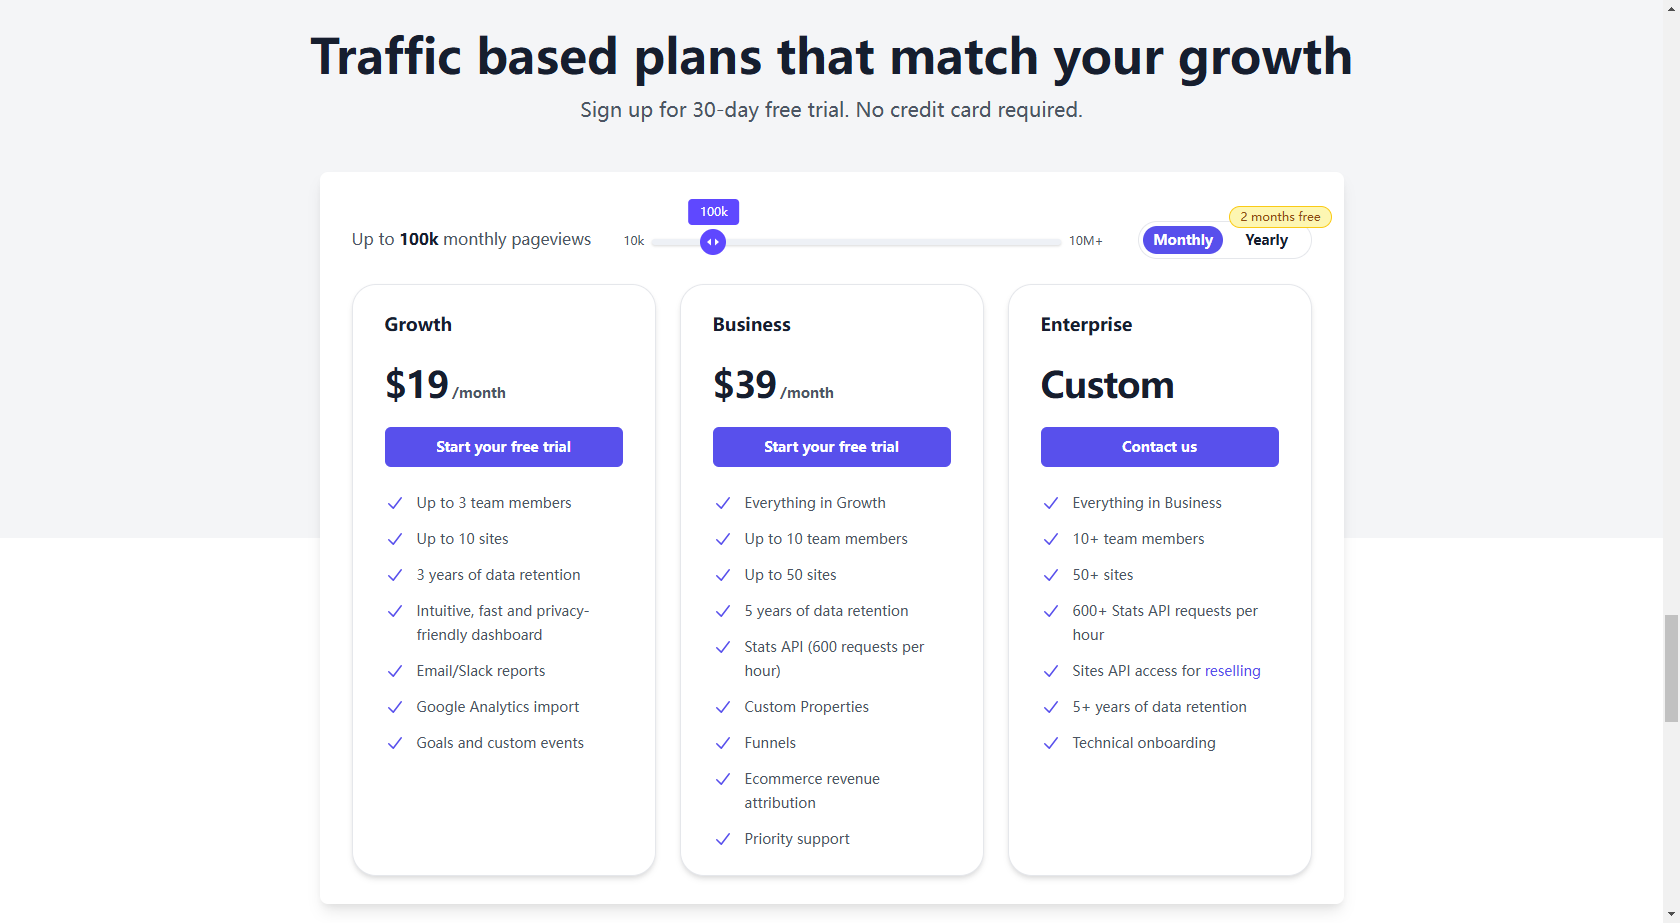 Traffic based plans that match your growth
Sign up for 30-day free trial. No credit card required.
100k
2 months free
Up to 100k monthly pageviews
10k
10M+
Monthly
Yearly
Growth
$19 /month
Start your free trial
Up to 3 team members
Up to 10 sites
3 years of data retention
Intuitive, fast and privacy-
friendly dashboard
Email/Slack reports
Google Analytics import
Goals and custom events
Business
$39 /month
Start your free trial
Everything in Growth
Up to 10 team members
Up to 50 sites
5 years of data retention
Stats API (600 requests per
hour)
Custom Properties
Funnels
Ecommerce revenue
attribution
Priority support
Enterprise
Custom
Contact us
Everything in Business
10+ team members
50+ sites
600+ Stats API requests per
hour
Sites API access for reselling
5+ years of data retention
Technical onboarding